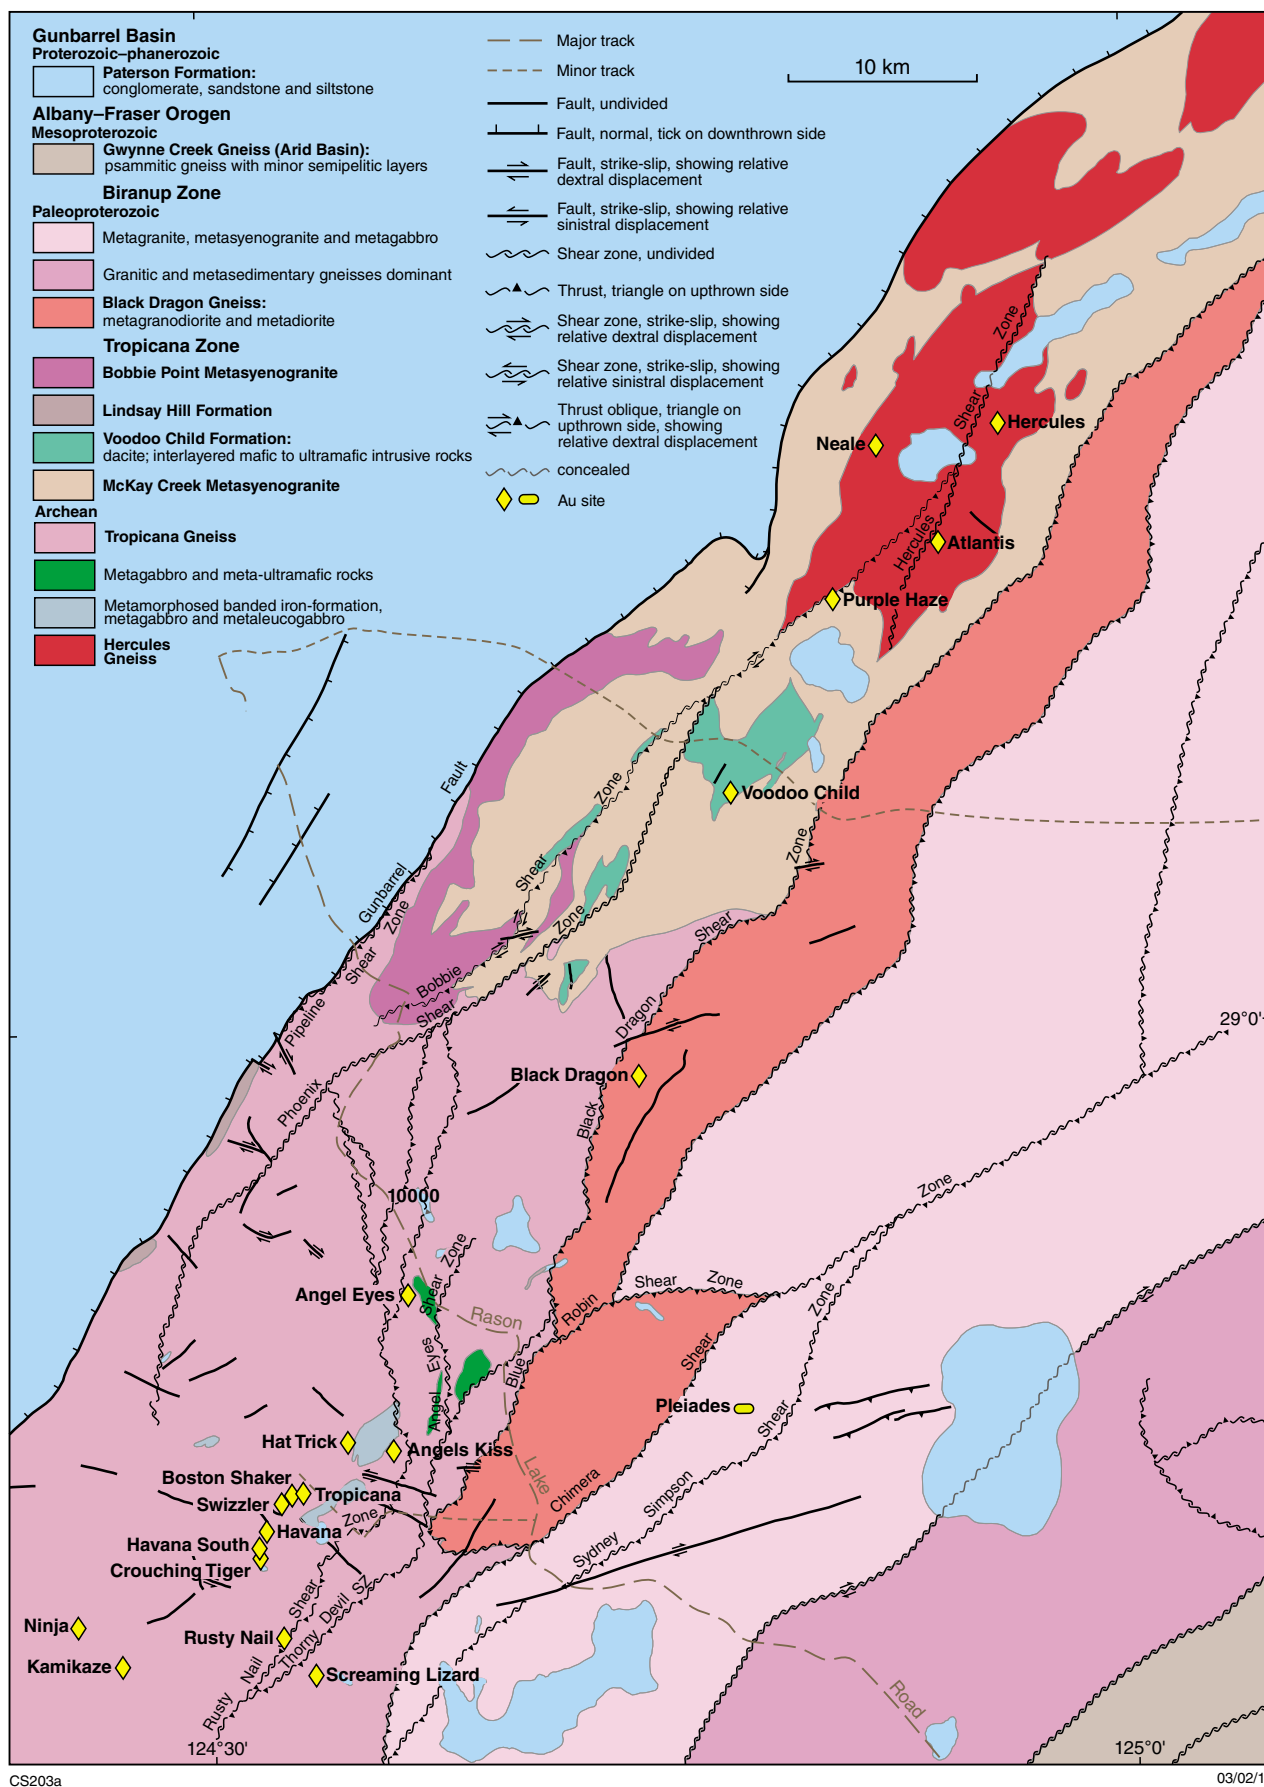 Gunbarrel Basin
Proterozoic–phanerozoic
Paterson Formation:
conglomerate, sandstone and siltstone
Albany–Fraser Orogen
Mesoproterozoic
Gwynne Creek Gneiss (Arid Basin):
psammitic gneiss with minor semipelitic layers
Biranup Zone
Paleoproterozoic
Metagranite, metasyenogranite and metagabbro
Granitic and metasedimentary gneisses dominant
Black Dragon Gneiss:
metagranodiorite and metadiorite
Tropicana Zone
Bobbie Point Metasyenogranite
Lindsay Hill Formation
Voodoo Child Formation:
dacite; interlayered mafic to ultramafic intrusive rocks
McKay Creek Metasyenogranite
Archean
Tropicana Gneiss
Metagabbro and meta-ultramafic rocks
Metamorphosed banded iron-formation,
metagabbro and metaleucogabbro
Hercules
Gneiss
Major track
Minor track
Fault, undivided
Fault, normal, tick on downthrown side
Fault, strike-slip, showing relative
dextral displacement
Fault, strike-slip, showing relative
sinistral displacement
Shear zone, undivided
Thrust, triangle on upthrown side
Shear zone, strike-slip, showing
relative dextral displacement
Shear zone, strike-slip, showing
relative sinistral displacement
Thrust oblique, triangle on
upthrown side, showing
relative dextral displacement
concealed
Au site
10 km
Hercules Shear Zone
Hercules
Neale
Atlantis
Purple Haze
Voodoo Child
Gunbarrel Fault
Pipeline Shear Zone
Bobbie Shear Zone
Phoenix Shear Zone
Black Dragon Shear Zone
29°0'
Black Dragon
10000
Angel Eyes
Angel Eyes Shear Zone
Blue Robin Shear Zone
Zone
Rason Lake Road
Chimera Shear
Pleiades
Sydney Simpson Shear Zone
Hat Trick
Angels Kiss
Boston Shaker
Tropicana
Swizzler
Havana
Havana South
Crouching Tiger
Rusty Nail Shear Zone
Thorny Devil SZ
Ninja
Rusty Nail
Kamikaze
Screaming Lizard
124°30'
125°0'
CS203a
03/02/1